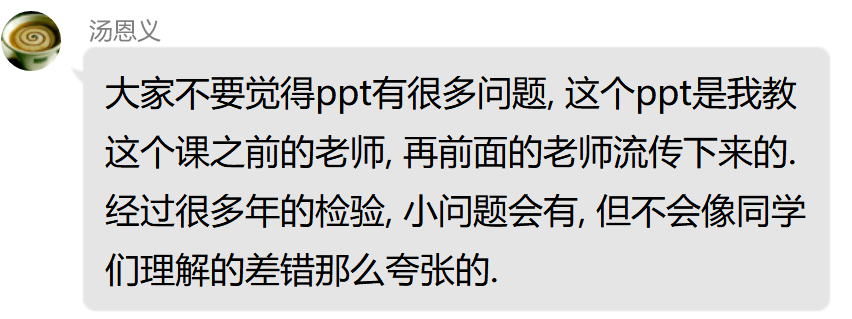 汤恩义
大家不要觉得ppt有很多问题, 这个ppt是我教
这个课之前的老师, 再前面的老师流传下来的.
经过很多年的检验, 小问题会有, 但不会像同学
们理解的差错那么夸张的.